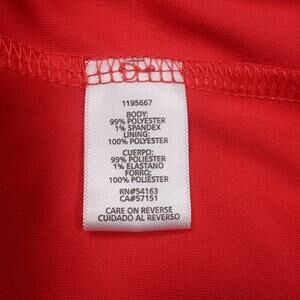 1195667
BODY:
99% POLYESTER
1% SPANDEX
LINING:
100% POLYESTER
CUERPO:
99% POLIESTER
1% ELASTANO
FORRO:
100% POLIESTER
RN#54163
CA#57151
CARE ON REVERSE
CUIDADO AL REVERSO